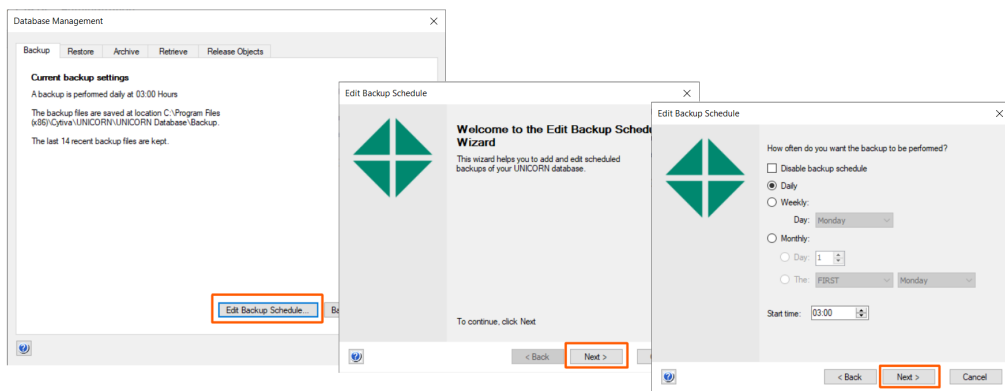 Database Management
Backup
Restore
Archive
Retrieve
Release Objects
Current backup settings
A backup is performed daily at 03:00 Hours
The backup files are saved at location C:\Program Files
(x86)\Cytiva\UNICORN\UNICORN Database\Backup.
The last 14 recent backup files are kept.
Edit Backup Schedule...
Ba
Edit Backup Schedule
Welcome to the Edit Backup Schedu
Wizard
This wizard helps you to add and edit scheduled
backups of your UNICORN database.
To continue, click Next
< Back
Next >
Edit Backup Schedule
How often do you want the backup to be performed?
Disable backup schedule
Daily
Weekly:
Day: Monday
Monthly:
Day: 1
The: FIRST Monday
Start time: 03:00
< Back
Next >
Cancel